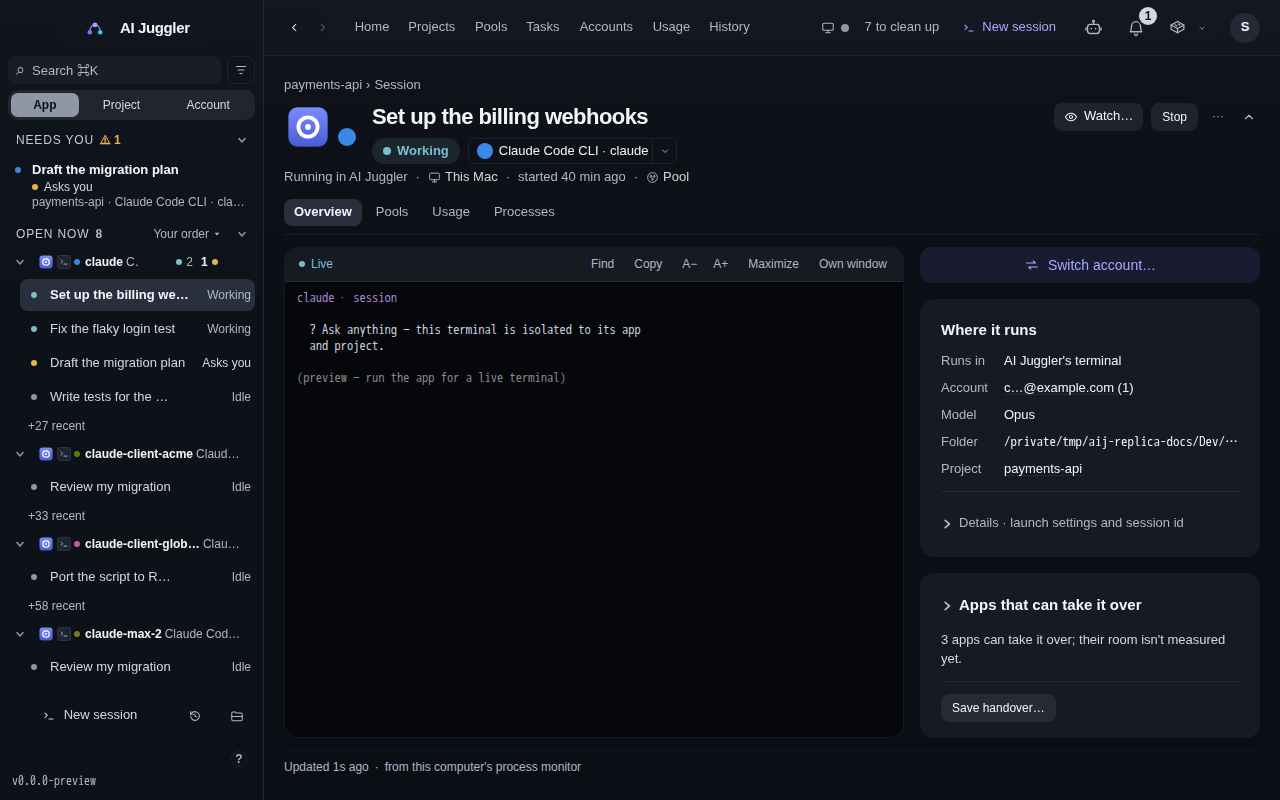 AI Juggler
Search ⌘K
App Project Account
NEEDS YOU 1
Draft the migration plan
Asks you
payments-api · Claude Code CLI · cla…
OPEN NOW 8 Your order
claude C. 2 1
Set up the billing we… Working
Fix the flaky login test Working
Draft the migration plan Asks you
Write tests for the … Idle
+27 recent
claude-client-acme Claud…
Review my migration Idle
+33 recent
claude-client-glob… Clau…
Port the script to R… Idle
+58 recent
claude-max-2 Claude Cod…
Review my migration Idle
New session
?
v0.0.0-preview
Home Projects Pools Tasks Accounts Usage History
7 to clean up New session 1 S
payments-api › Session
Set up the billing webhooks
Watch… Stop ···
Working Claude Code CLI · claude
Running in AI Juggler · This Mac · started 40 min ago · Pool
Overview Pools Usage Processes
Live Find Copy A− A+ Maximize Own window
claude · session
? Ask anything — this terminal is isolated to its app
and project.
(preview — run the app for a live terminal)
Switch account…
Where it runs
Runs in AI Juggler's terminal
Account c…@example.com (1)
Model Opus
Folder /private/tmp/aij-replica-docs/Dev/…
Project payments-api
Details · launch settings and session id
Apps that can take it over
3 apps can take it over; their room isn't measured
yet.
Save handover…
Updated 1s ago · from this computer's process monitor